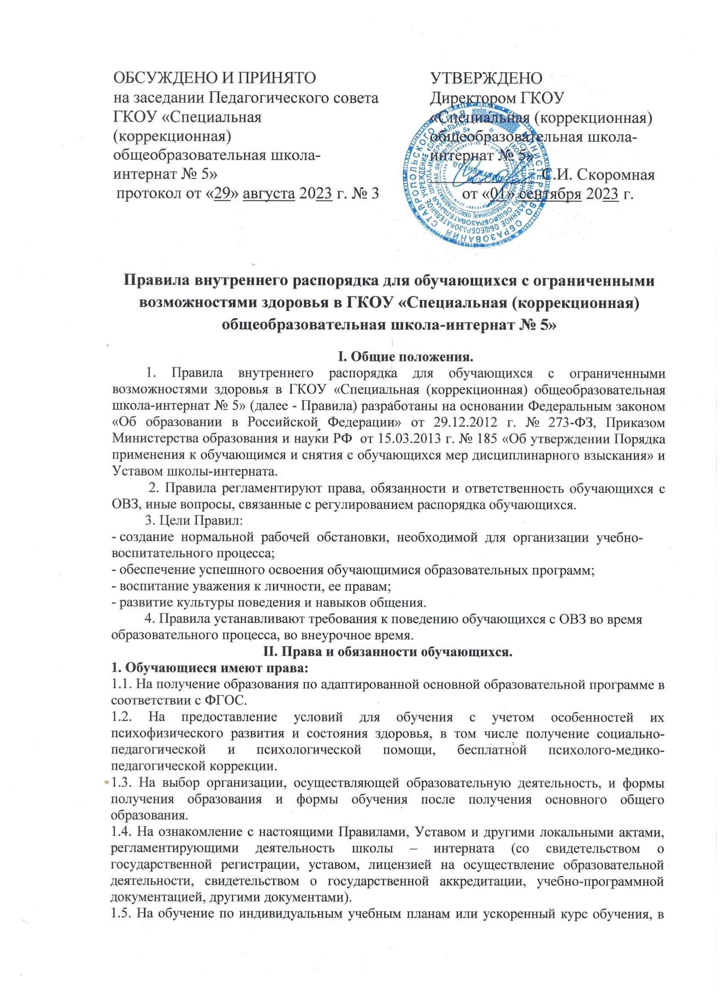 ОБСУЖДЕНО И ПРИНЯТО
на заседании Педагогического совета
ГКОУ «Специальная
(коррекционная)
общеобразовательная школа-
интернат № 5»
протокол от «29» августа 2023 г. № 3
УТВЕРЖДЕНО
Директором ГКОУ
«Специальная (коррекционная)
общеобразовательная школа-
интернат № 5»
С.И. Скоромная
от «01» сентября 2023 г.
МИНИСТЕРСТВО ОБРАЗОВАНИЯ СТАВРОПОЛЬСКОГО КРАЯ
Правила внутреннего распорядка для обучающихся с ограниченными
возможностями здоровья в ГКОУ «Специальная (коррекционная)
общеобразовательная школа-интернат № 5»
I. Общие положения.
1. Правила внутреннего распорядка для обучающихся с ограниченными
возможностями здоровья в ГКОУ «Специальная (коррекционная) общеобразовательная
школа-интернат № 5» (далее - Правила) разработаны на основании Федеральным законом
«Об образовании в Российской Федерации» от 29.12.2012 г. № 273-ФЗ, Приказом
Министерства образования и науки РФ от 15.03.2013 г. № 185 «Об утверждении Порядка
применения к обучающимся и снятия с обучающихся мер дисциплинарного взыскания» и
Уставом школы-интерната.
2. Правила регламентируют права, обязанности и ответственность обучающихся с
ОВЗ, иные вопросы, связанные с регулированием распорядка обучающихся.
3. Цели Правил:
- создание нормальной рабочей обстановки, необходимой для организации учебно-
воспитательного процесса;
- обеспечение успешного освоения обучающимися образовательных программ;
- воспитание уважения к личности, ее правам;
- развитие культуры поведения и навыков общения.
4. Правила устанавливают требования к поведению обучающихся с ОВЗ во время
образовательного процесса, во внеурочное время.
II. Права и обязанности обучающихся.
1. Обучающиеся имеют права:
1.1. На получение образования по адаптированной основной образовательной программе в
соответствии с ФГОС.
1.2. На предоставление условий для обучения с учетом особенностей их
психофизического развития и состояния здоровья, в том числе получение социально-
педагогической и психологической помощи, бесплатной психолого-медико-
педагогической коррекции.
1.3. На выбор организации, осуществляющей образовательную деятельность, и формы
получения образования и формы обучения после получения основного общего
образования.
1.4. На ознакомление с настоящими Правилами, Уставом и другими локальными актами,
регламентирующими деятельность школы – интерната (со свидетельством о
государственной регистрации, уставом, лицензией на осуществление образовательной
деятельности, свидетельством о государственной аккредитации, учебно-программной
документацией, другими документами).
1.5. На обучение по индивидуальным учебным планам или ускоренный курс обучения, в